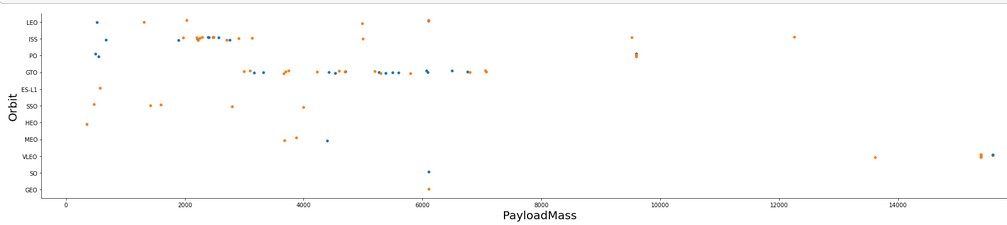 LEO
ISS
PO
GTO
ES-L1
SSO
HEO
MEO
VLEO
SO
GEO
Orbit
0 2000 4000 6000 8000 10000 12000 14000
PayloadMass